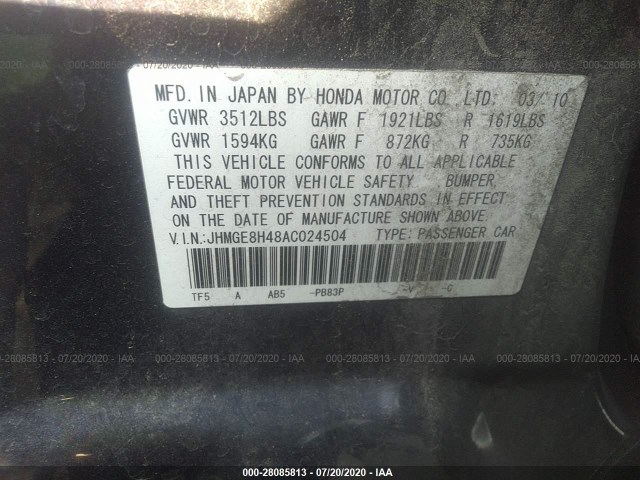 MFD. IN JAPAN BY HONDA MOTOR CO. LTD. 03/10
GVWR 3512LBS GAWR F 1921LBS R 1619LBS
GVWR 1594KG GAWR F 872KG R 735KG
THIS VEHICLE CONFORMS TO ALL APPLICABLE
FEDERAL MOTOR VEHICLE SAFETY, BUMPER,
AND THEFT PREVENTION STANDARDS IN EFFECT
ON THE DATE OF MANUFACTURE SHOWN ABOVE.
V.I.N.:JHMGE8H48AC024504 TYPE: PASSENGER CAR
TF5 A AB5 -PB83P
000-28085813 - 07/20/2020 - IAA